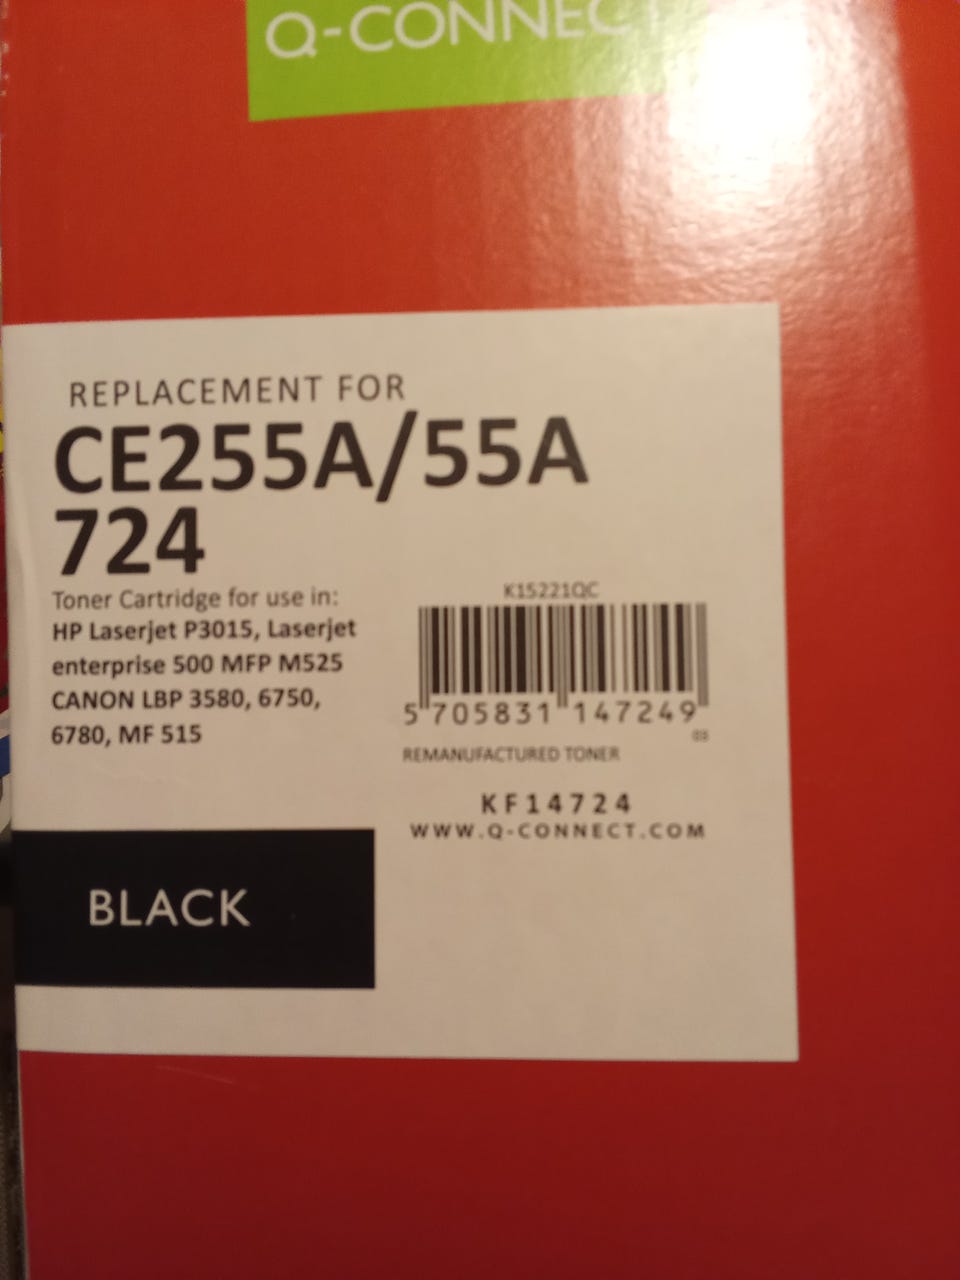 Q-CONNECT
REPLACEMENT FOR
CE255A/55A
724
Toner Cartridge for use in:
HP Laserjet P3015, Laserjet
enterprise 500 MFP M525
CANON LBP 3580, 6750,
6780, MF 515
K15221QC
5 705831 147249
03
REMANUFACTURED TONER
KF14724
WWW.Q-CONNECT.COM
BLACK